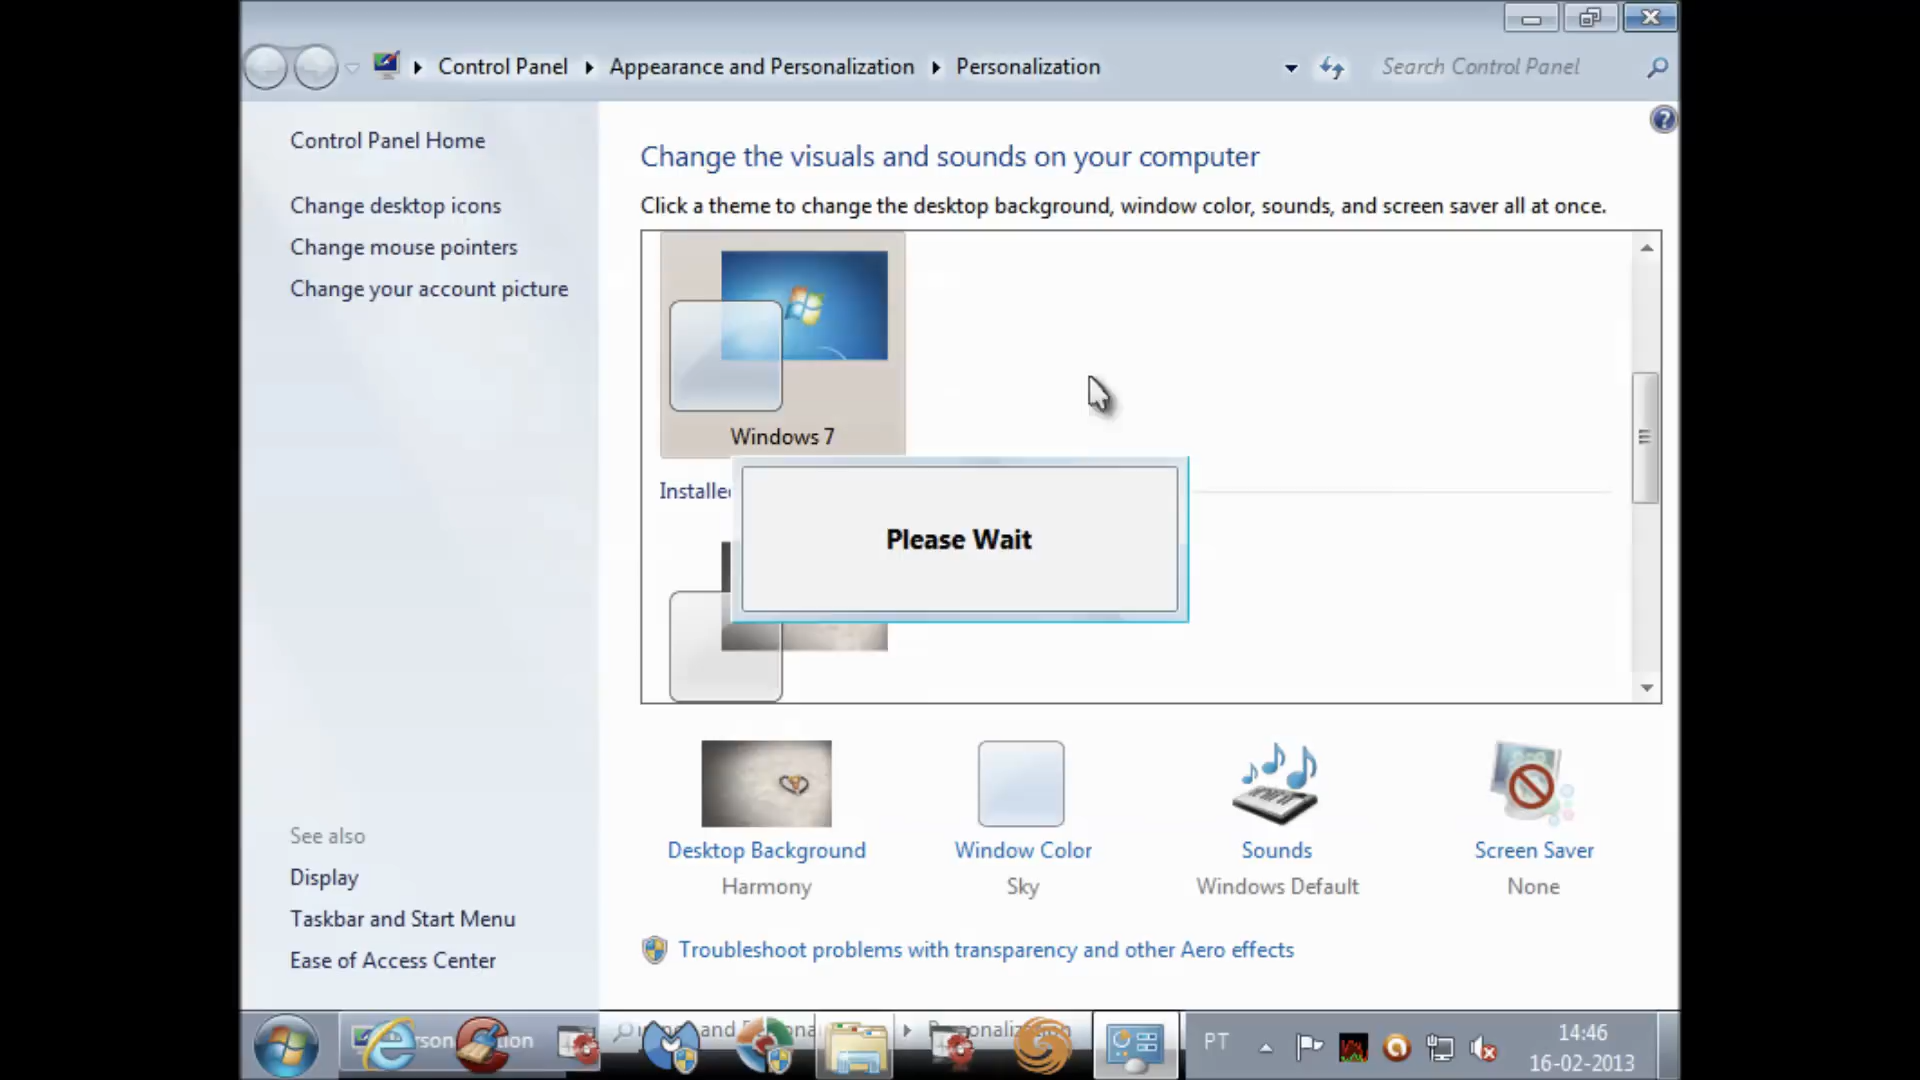 Control Panel Appearance and Personalization Personalization
Search Control Panel
Control Panel Home
Change desktop icons
Change mouse pointers
Change your account picture
Change the visuals and sounds on your computer
Click a theme to change the desktop background, window color, sounds, and screen saver all at once.
Windows 7
Please Wait
Desktop Background
Harmony
Window Color
Sky
Sounds
Windows Default
Screen Saver
None
Troubleshoot problems with transparency and other Aero effects
See also
Display
Taskbar and Start Menu
Ease of Access Center
PT
14:46
16-02-2013